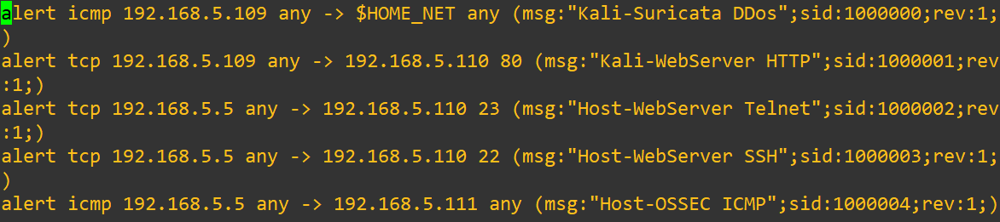 alert icmp 192.168.5.109 any -> $HOME_NET any (msg:"Kali-Suricata DDos";sid:1000000;rev:1;
)
alert tcp 192.168.5.109 any -> 192.168.5.110 80 (msg:"Kali-WebServer HTTP";sid:1000001;rev
:1;)
alert tcp 192.168.5.5 any -> 192.168.5.110 23 (msg:"Host-WebServer Telnet";sid:1000002;rev
:1;)
alert tcp 192.168.5.5 any -> 192.168.5.110 22 (msg:"Host-WebServer SSH";sid:1000003;rev:1;
)
alert icmp 192.168.5.5 any -> 192.168.5.111 any (msg:"Host-OSSEC ICMP";sid:1000004;rev:1;)